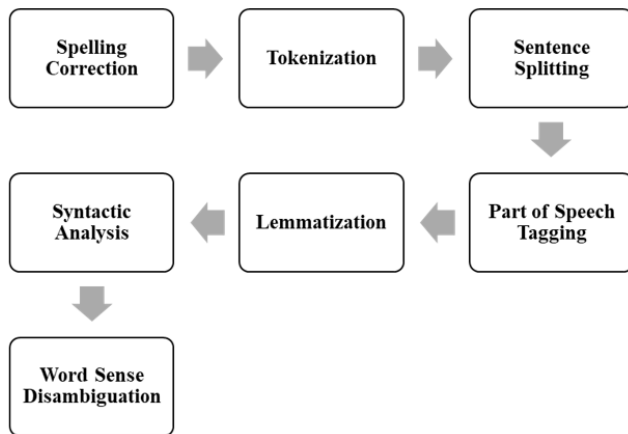 Spelling
Correction
Tokenization
Sentence
Splitting
Part of Speech
Tagging
Lemmatization
Syntactic
Analysis
Word Sense
Disambiguation